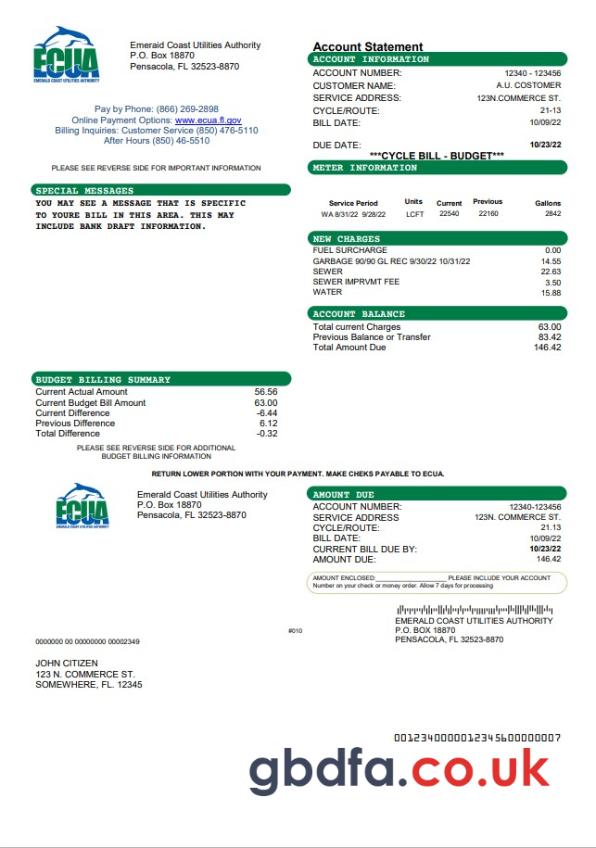 ECUA
EMERALD COAST UTILITIES AUTHORITY
Emeraid Coast Utilities Authority
P.O. Box 18870
Pensacola, FL 32523-8870
Pay by Phone: (866) 269-2898
Online Payment Options: www.ecua.fl.gov
Billing Inquiries: Customer Service (850) 476-5110
After Hours (850) 46-5510
PLEASE SEE REVERSE SIDE FOR IMPORTANT INFORMATION
Account Statement
ACCOUNT INFORMATION
ACCOUNT NUMBER: 12340 - 123456
CUSTOMER NAME: A.U. COSTOMER
SERVICE ADDRESS: 123N.COMMERCE ST.
CYCLE/ROUTE: 21-13
BILL DATE: 10/09/22
DUE DATE: 10/23/22
***CYCLE BILL - BUDGET***
METER INFORMATION
Service Period Units Current Previous Gallons
WA 8/31/22 9/28/22 LCFT 22540 22160 2842
SPECIAL MESSAGES
YOU MAY SEE A MESSAGE THAT IS SPECIFIC
TO YOURE BILL IN THIS AREA. THIS MAY
INCLUDE BANK DRAFT INFORMATION.
NEW CHARGES
FUEL SURCHARGE 0.00
GARBAGE 90/90 GL REC 9/30/22 10/31/22 14.55
SEWER 22.63
SEWER IMPRVMT FEE 3.50
WATER 15.88
ACCOUNT BALANCE
Total current Charges 63.00
Previous Balance or Transfer 83.42
Total Amount Due 146.42
BUDGET BILLING SUMMARY
Current Actual Amount 56.56
Current Budget Bill Amount 63.00
Current Difference -6.44
Previous Difference 6.12
Total Difference -0.32
PLEASE SEE REVERSE SIDE FOR ADDITIONAL
BUDGET BILLING INFORMATION
RETURN LOWER PORTION WITH YOUR PAYMENT. MAKE CHEKS PAYABLE TO ECUA.
ECUA
EMERALD COAST UTILITIES AUTHORITY
Emeraid Coast Utilities Authority
P.O. Box 18870
Pensacola, FL 32523-8870
AMOUNT DUE
ACCOUNT NUMBER: 12340-123456
SERVICE ADDRESS 123N. COMMERCE ST.
CYCLE/ROUTE: 21.13
BILL DATE: 10/09/22
CURRENT BILL DUE BY: 10/23/22
AMOUNT DUE: 146.42
AMOUNT ENCLOSED:____________________ PLEASE INCLUDE YOUR ACCOUNT
Number on your check or money order. Allow 7 days for processing
EMERALD COAST UTILITIES AUTHORITY
P.O. BOX 18870
PENSACOLA, FL 32523-8870
#010
0000000 00 00000000 00002349
JOHN CITIZEN
123 N. COMMERCE ST.
SOMEWHERE, FL. 12345
0012340000012345600000007
gbdfa.co.uk